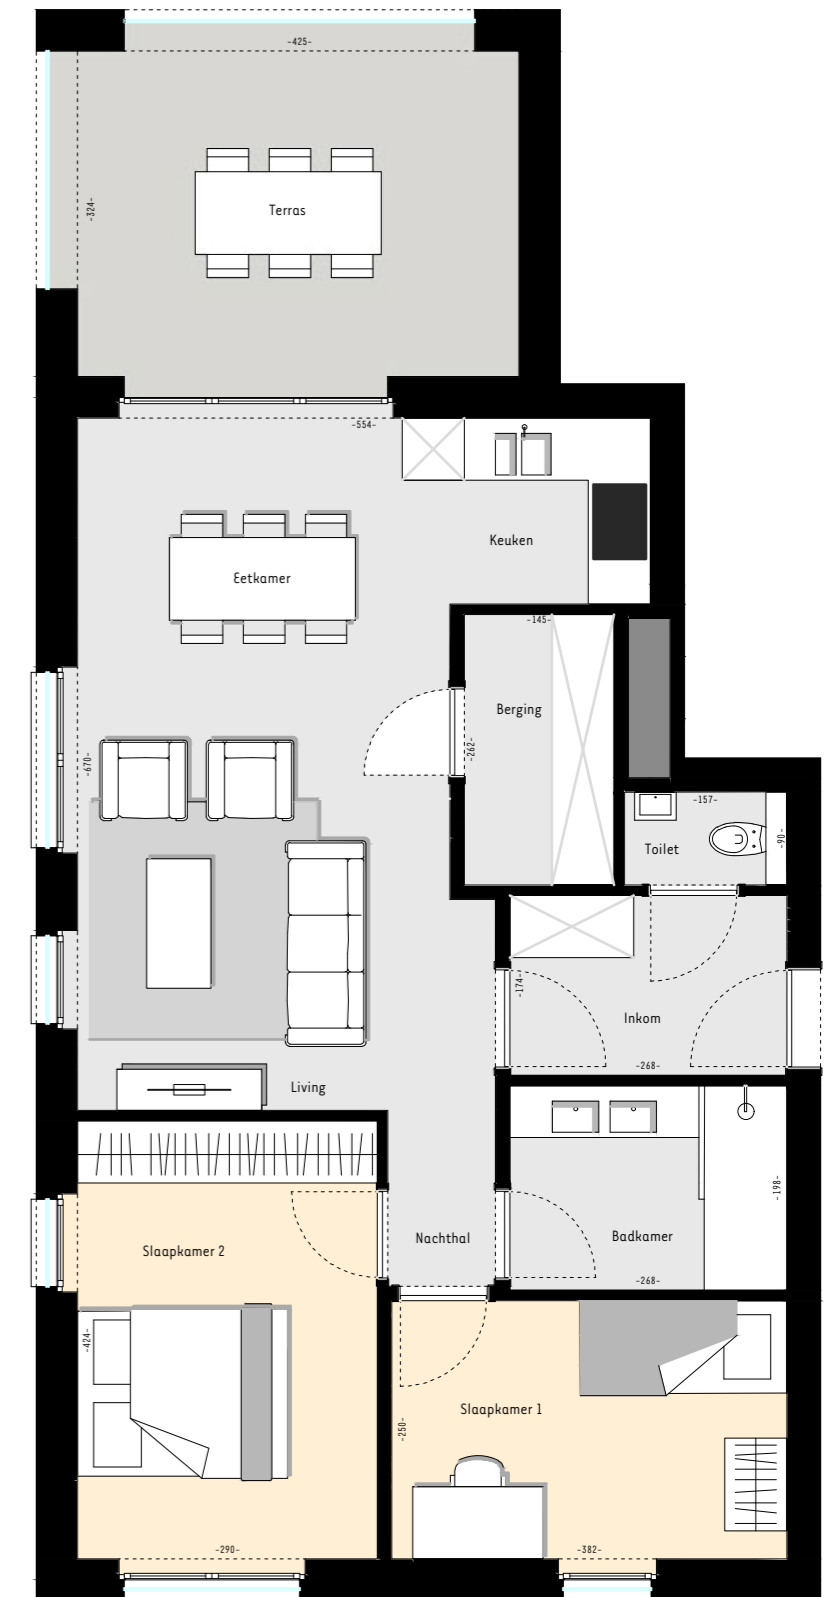 -425-
-324-
Terras
-554-
Keuken
Eetkamer
-145-
Berging
-262-
-670-
-157-
Toilet
-90-
-174-
Inkom
-268-
Living
-198-
Slaapkamer 2
Nachthal
Badkamer
-268-
-424-
Slaapkamer 1
-250-
-290-
-382-